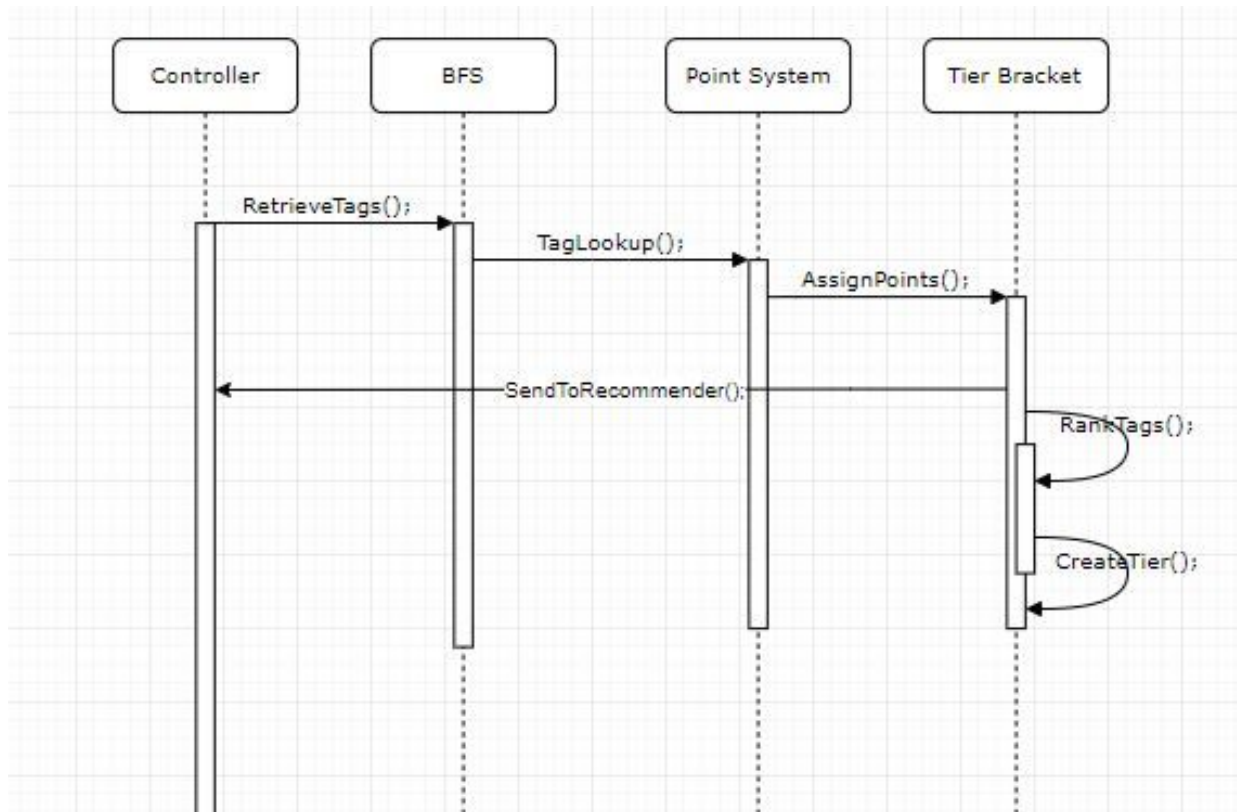 Controller
BFS
Point System
Tier Bracket
RetrieveTags();
TagLookup();
AssignPoints();
SendToRecommender();
RankTags();
CreateTier();